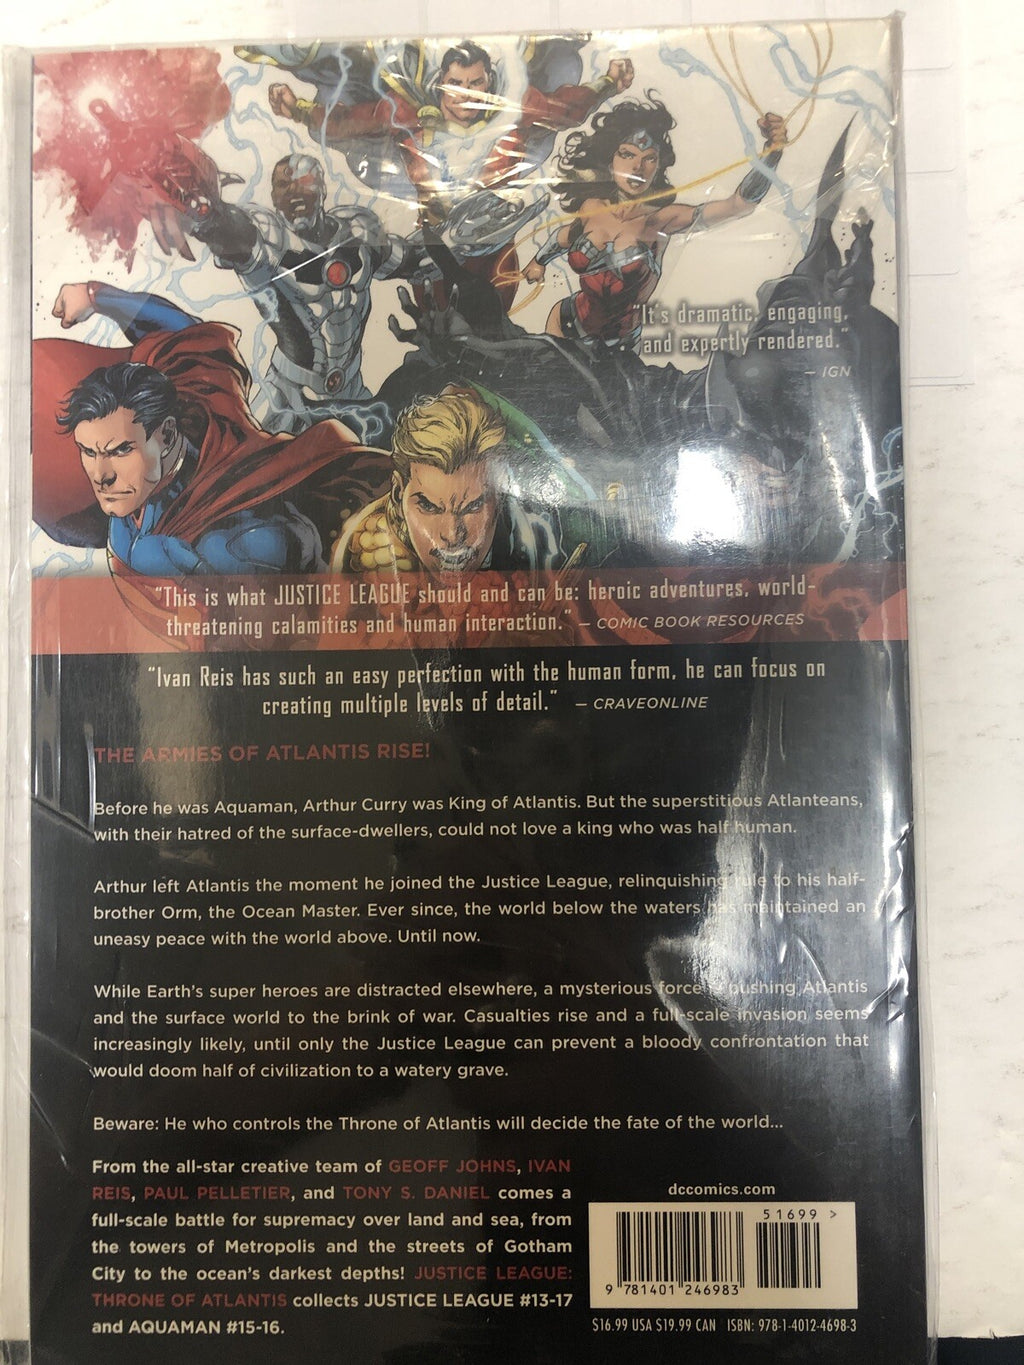 "It's dramatic, engaging,
and expertly rendered."
— IGN
"This is what JUSTICE LEAGUE should and can be: heroic adventures, world-
threatening calamities and human interaction." — COMIC BOOK RESOURCES
"Ivan Reis has such an easy perfection with the human form, he can focus on
creating multiple levels of detail." — CRAVEONLINE
THE ARMIES OF ATLANTIS RISE!
Before he was Aquaman, Arthur Curry was King of Atlantis. But the superstitious Atlanteans,
with their hatred of the surface-dwellers, could not love a king who was half human.
Arthur left Atlantis the moment he joined the Justice League, relinquishing rule to his half-
brother Orm, the Ocean Master. Ever since, the world below the waters has maintained an
uneasy peace with the world above. Until now.
While Earth's super heroes are distracted elsewhere, a mysterious force is pushing Atlantis
and the surface world to the brink of war. Casualties rise and a full-scale invasion seems
increasingly likely, until only the Justice League can prevent a bloody confrontation that
would doom half of civilization to a watery grave.
Beware: He who controls the Throne of Atlantis will decide the fate of the world...
From the all-star creative team of GEOFF JOHNS, IVAN
REIS, PAUL PELLETIER, and TONY S. DANIEL comes a
full-scale battle for supremacy over land and sea, from
the towers of Metropolis and the streets of Gotham
City to the ocean's darkest depths! JUSTICE LEAGUE:
THRONE OF ATLANTIS collects JUSTICE LEAGUE #13-17
and AQUAMAN #15-16.
dccomics.com
51699 >
9 781401 246983
$16.99 USA $19.99 CAN ISBN: 978-1-4012-4698-3